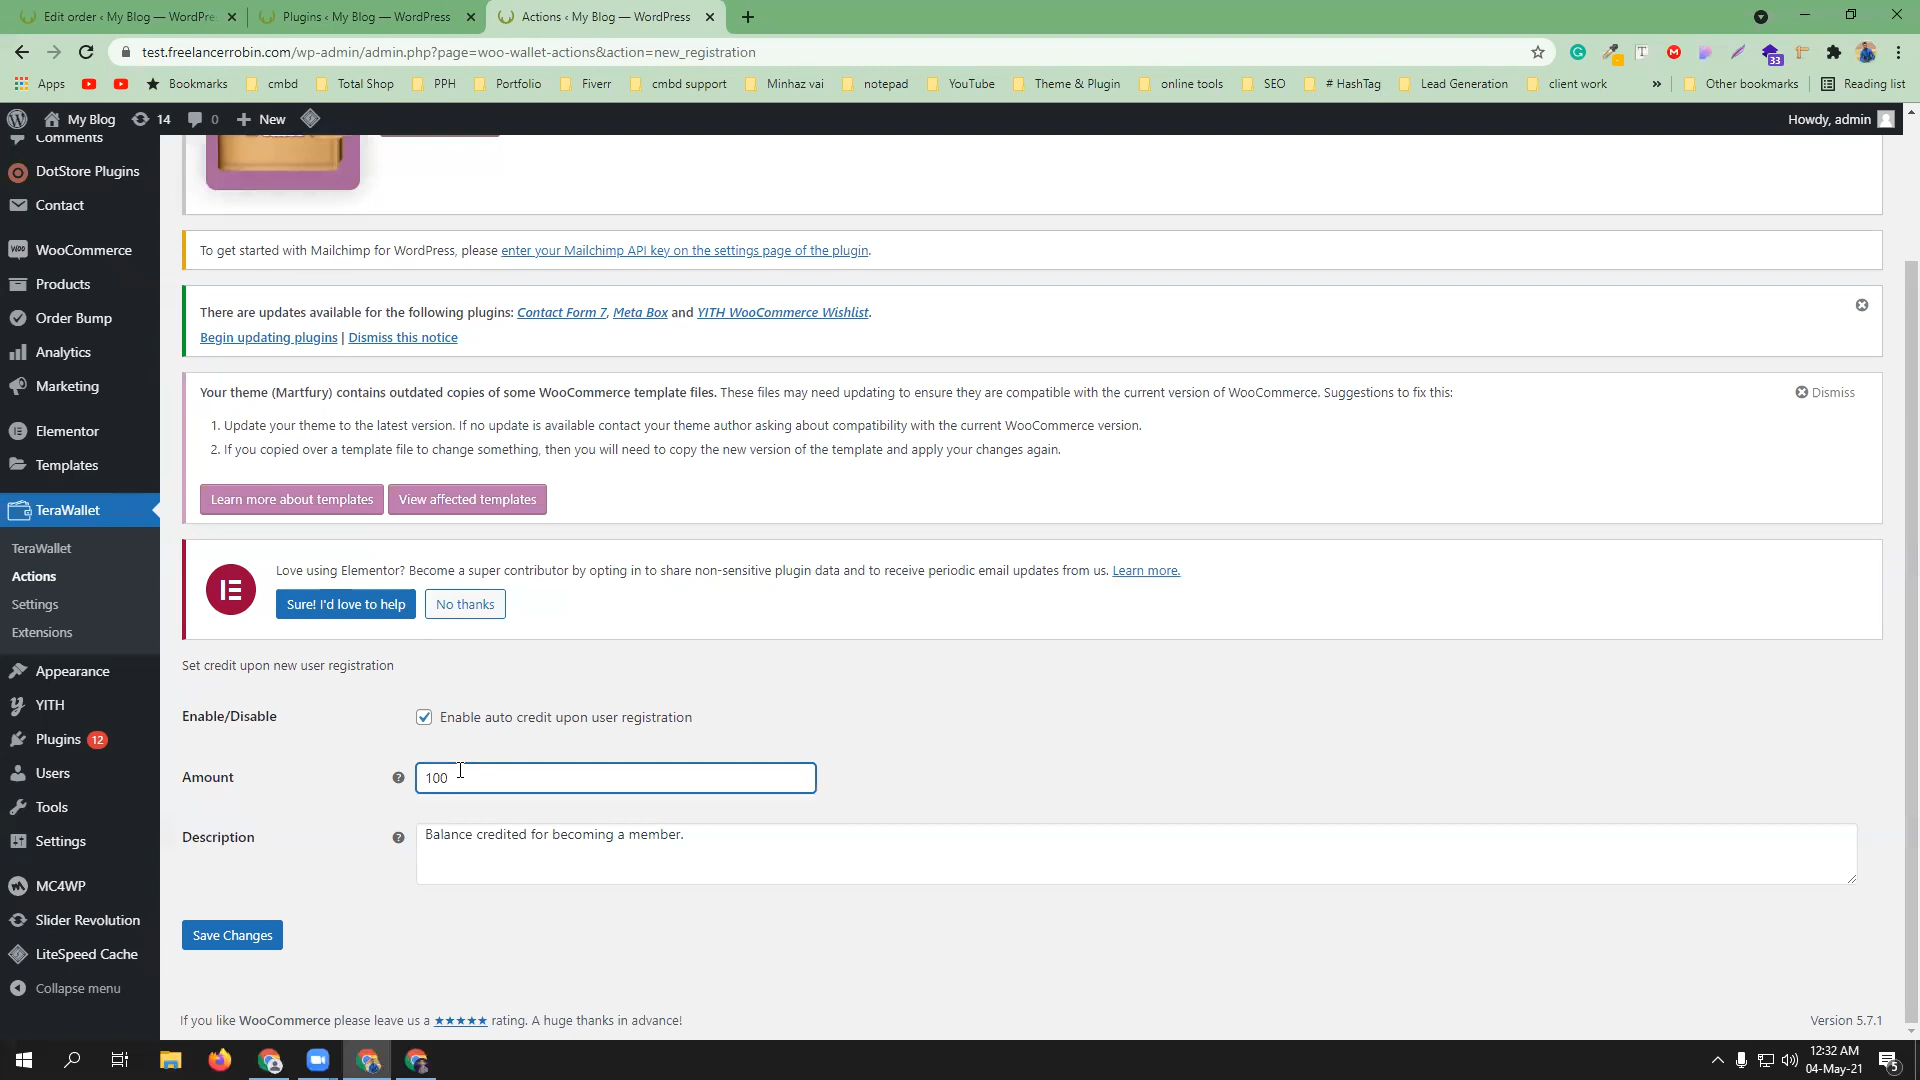 Edit order ‹ My Blog — WordPre
Plugins ‹ My Blog — WordPress
Actions ‹ My Blog — WordPress
test.freelancerrobin.com/wp-admin/admin.php?page=woo-wallet-actions&action=new_registration
33
Apps
Bookmarks
cmbd
Total Shop
PPH
Portfolio
Fiverr
cmbd support
Minhaz vai
notepad
YouTube
Theme & Plugin
online tools
SEO
# HashTag
Lead Generation
client work
»
Other bookmarks
Reading list
My Blog
14
0
New
Howdy, admin
Comments
DotStore Plugins
Contact
WooCommerce
Products
Order Bump
Analytics
Marketing
Elementor
Templates
TeraWallet
TeraWallet
Actions
Settings
Extensions
Appearance
YITH
Plugins 12
Users
Tools
Settings
MC4WP
Slider Revolution
LiteSpeed Cache
Collapse menu
To get started with Mailchimp for WordPress, please enter your Mailchimp API key on the settings page of the plugin.
There are updates available for the following plugins: Contact Form 7, Meta Box and YITH WooCommerce Wishlist.
Begin updating plugins | Dismiss this notice
Your theme (Martfury) contains outdated copies of some WooCommerce template files. These files may need updating to ensure they are compatible with the current version of WooCommerce. Suggestions to fix this:
Dismiss
1. Update your theme to the latest version. If no update is available contact your theme author asking about compatibility with the current WooCommerce version.
2. If you copied over a template file to change something, then you will need to copy the new version of the template and apply your changes again.
Learn more about templates
View affected templates
Love using Elementor? Become a super contributor by opting in to share non-sensitive plugin data and to receive periodic email updates from us. Learn more.
Sure! I'd love to help
No thanks
Set credit upon new user registration
Enable/Disable
Enable auto credit upon user registration
Amount
100
Description
Balance credited for becoming a member.
Save Changes
If you like WooCommerce please leave us a ★★★★★ rating. A huge thanks in advance!
Version 5.7.1
12:32 AM
04-May-21
5